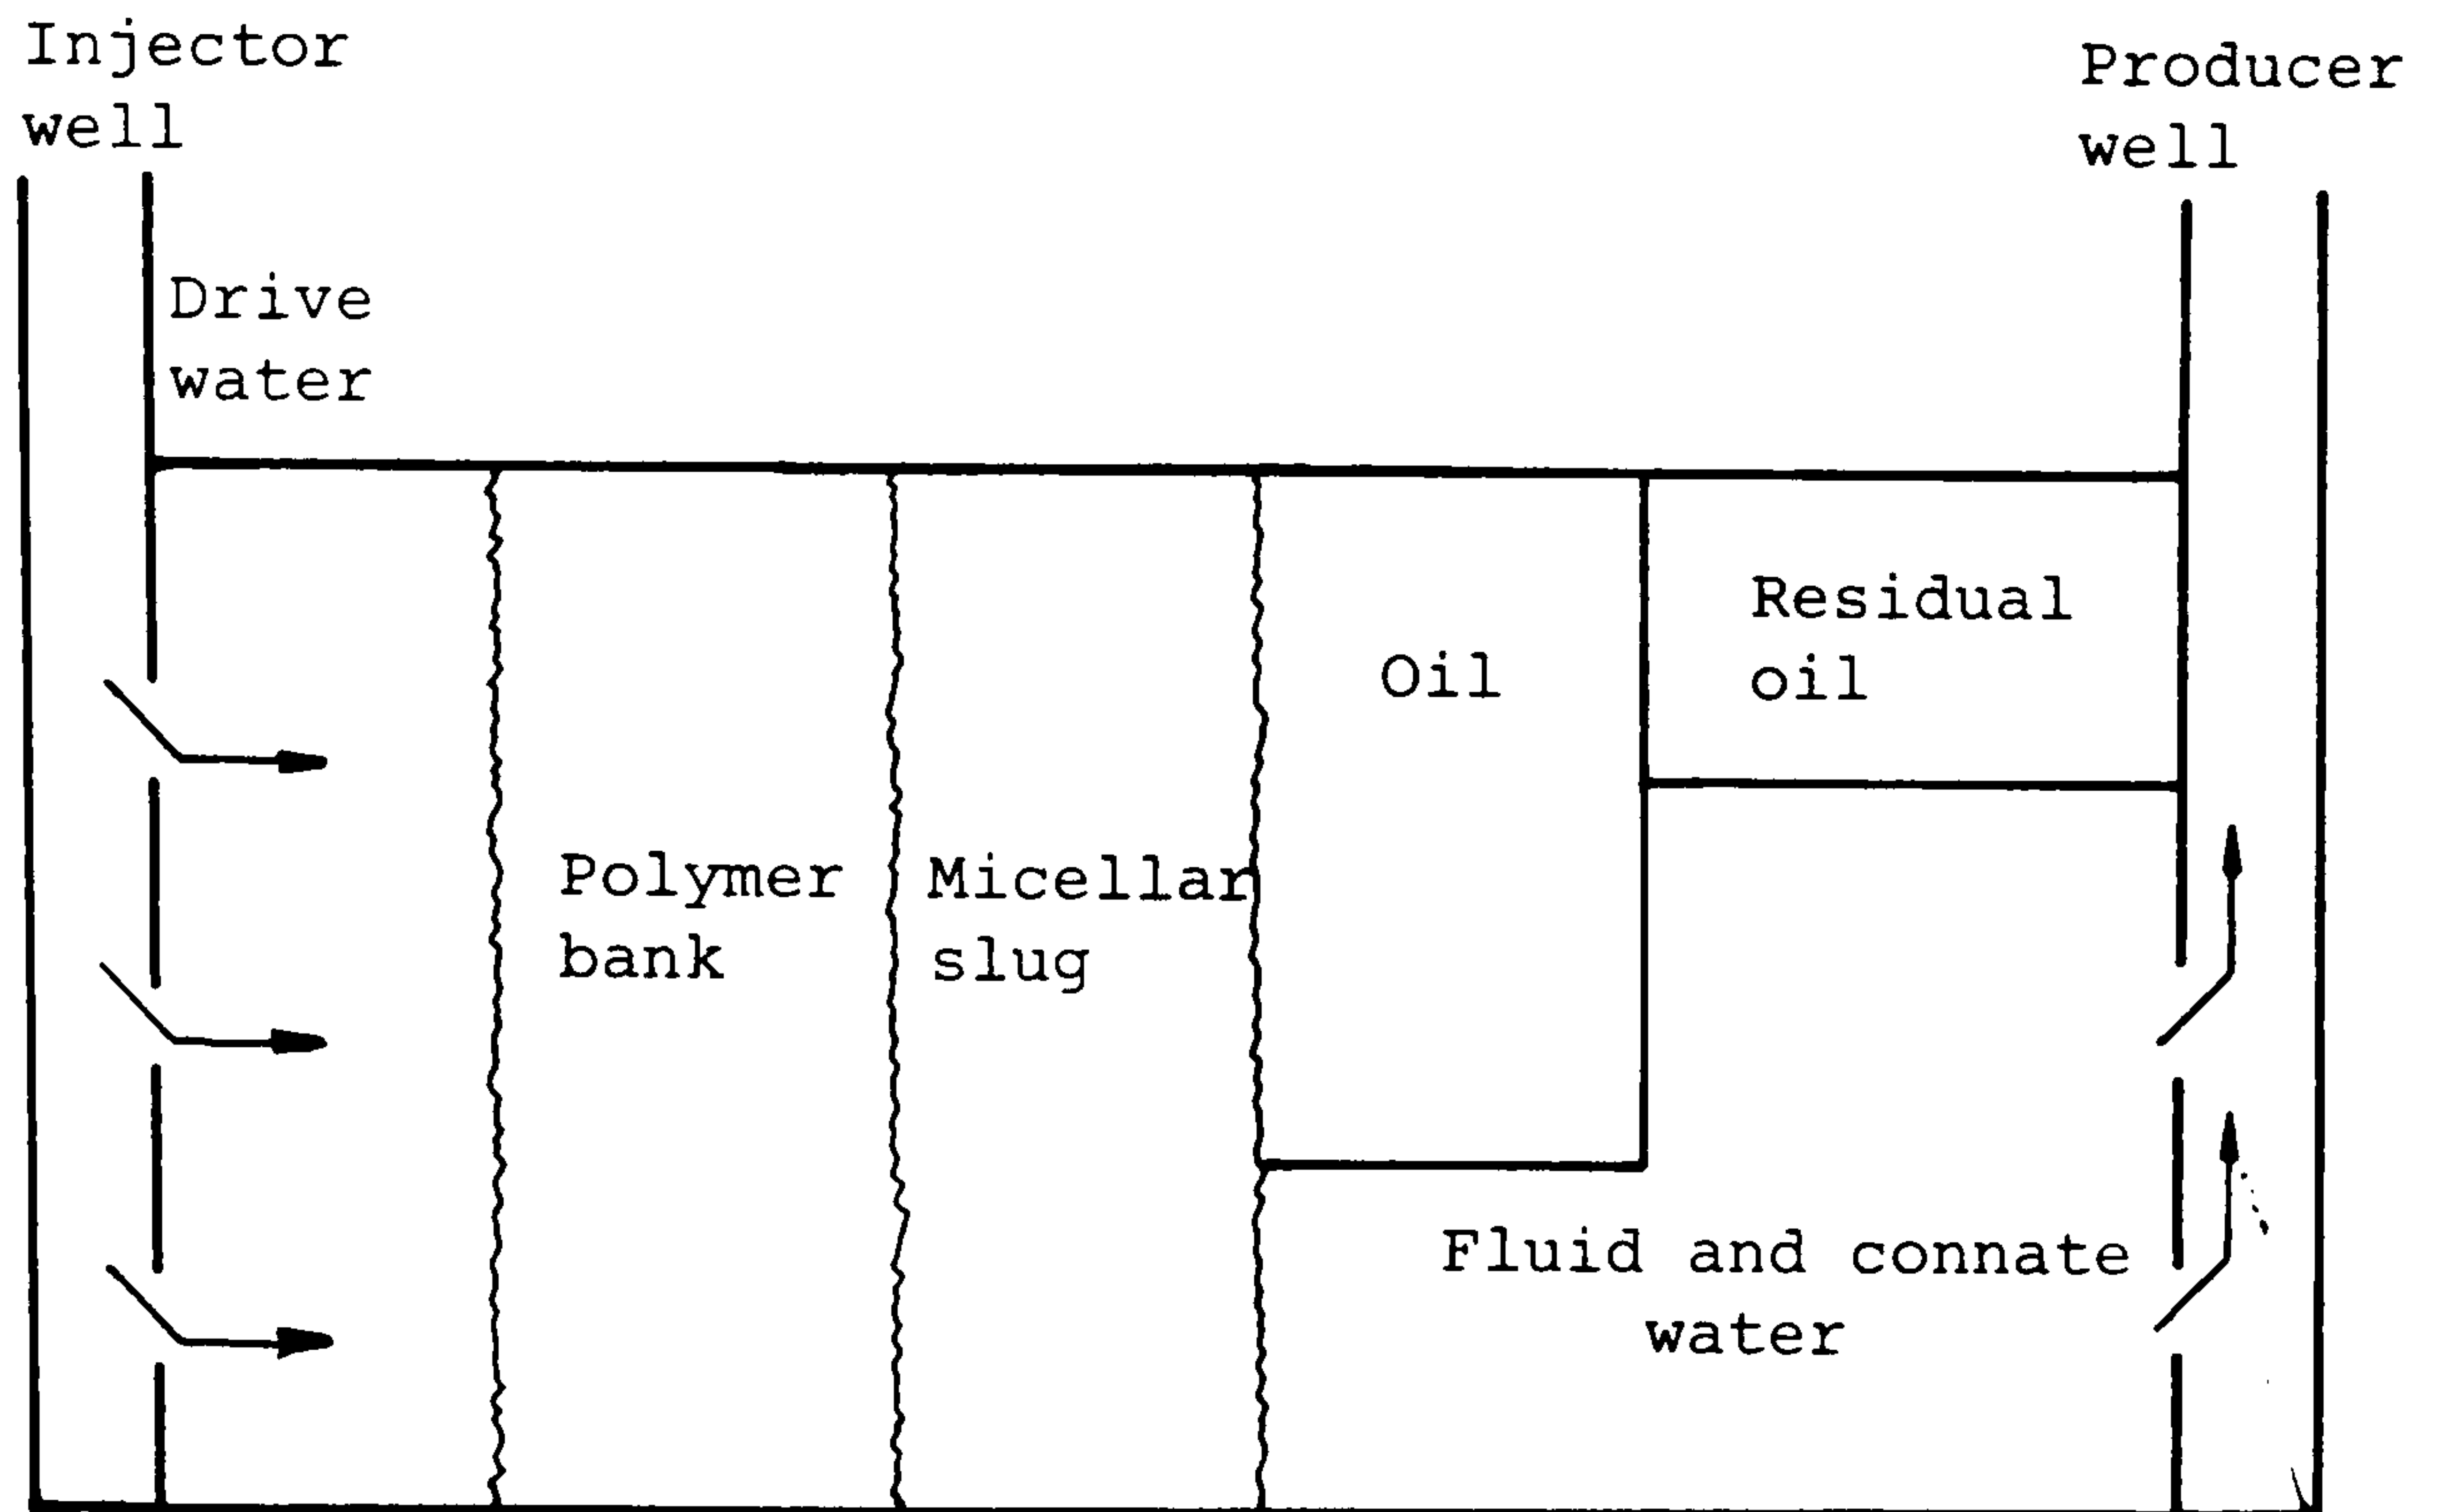 Injector
well
Producer
well
Drive
water
Residual
oil
Oil
Polymer
bank
Micellar
slug
Fluid and connate
water